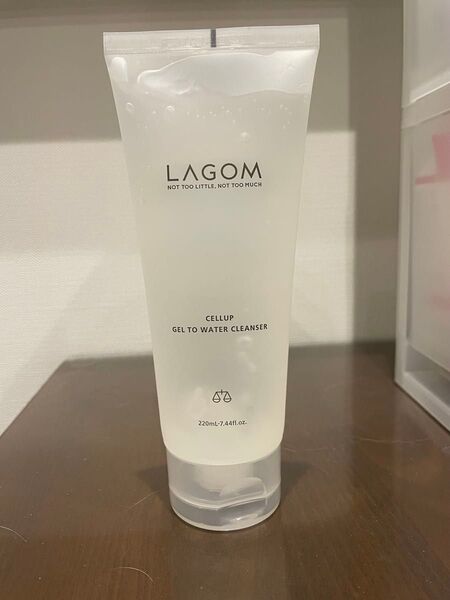 LAGOM
NOT TOO LITTLE, NOT TOO MUCH
CELLUP
GEL TO WATER CLEANSER
220mL·7.44fl.oz.